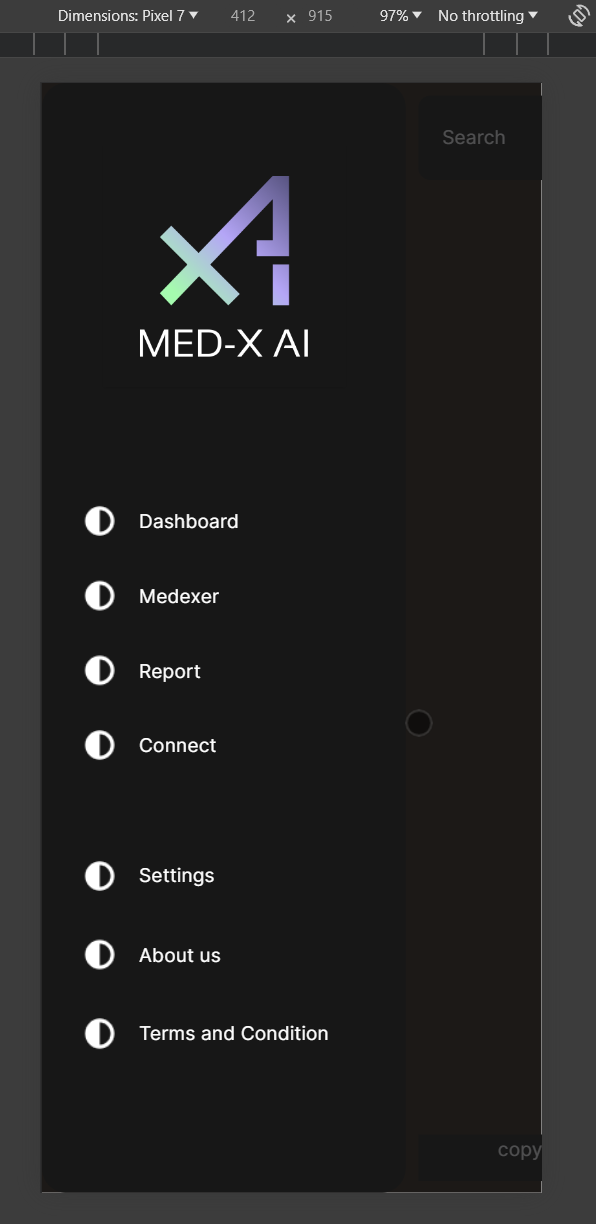 Dimensions: Pixel 7 412 × 915 97% No throttling
Search
MED-X AI
Dashboard
Medexer
Report
Connect
Settings
About us
Terms and Condition
copy